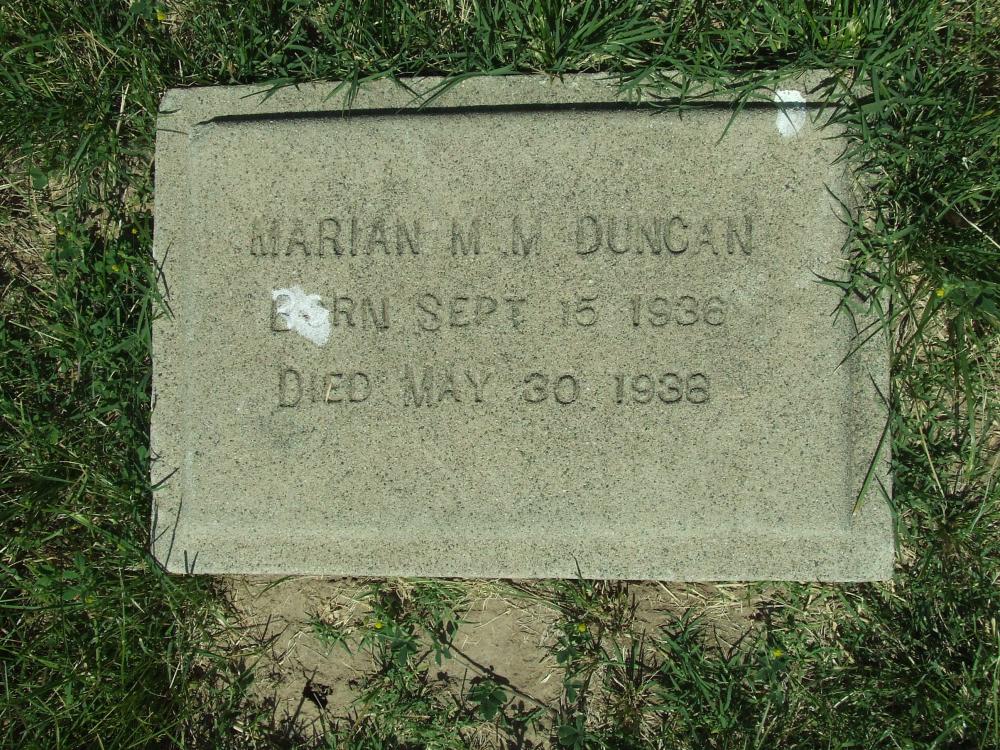 MARIAN M M DUNCAN
BORN SEPT 15 1936
DIED MAY 30 1938